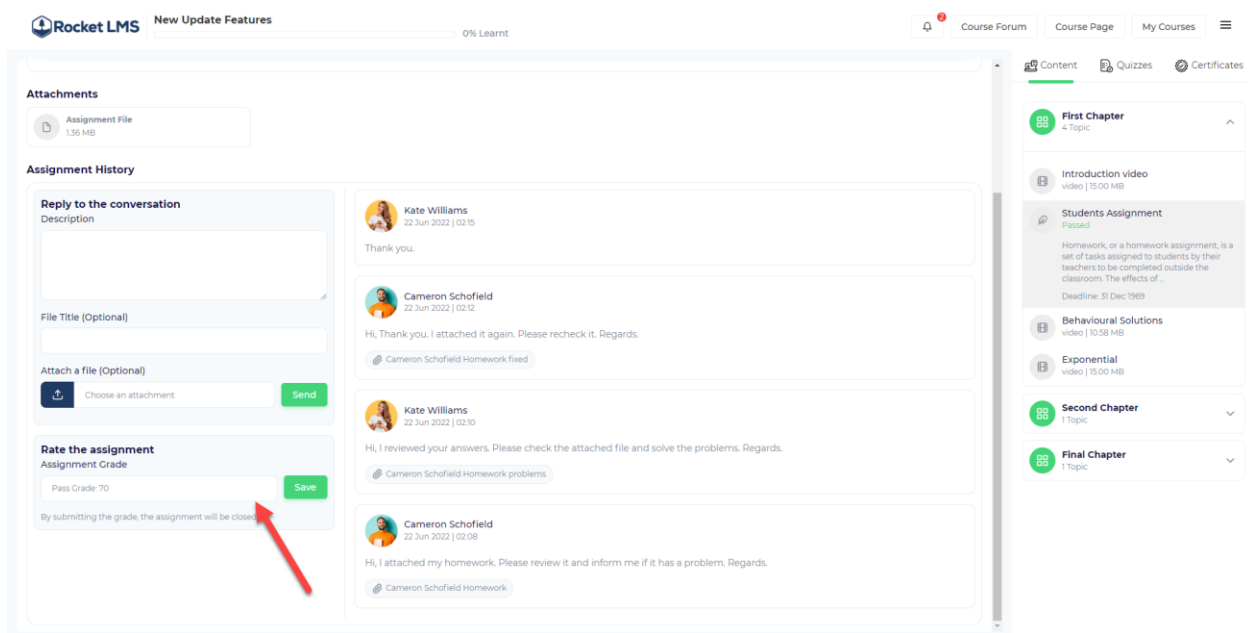 Rocket LMS
New Update Features
0% Learnt
2
Course Forum
Course Page
My Courses
Attachments
Assignment File
1.36 MB
Assignment History
Reply to the conversation
Description
File Title (Optional)
Attach a file (Optional)
Choose an attachment
Send
Rate the assignment
Assignment Grade
Pass Grade: 70
Save
By submitting the grade, the assignment will be closed
Kate Williams
22 Jun 2022 | 02:15
Thank you.
Cameron Schofield
22 Jun 2022 | 02:12
Hi, Thank you. I attached it again. Please recheck it. Regards.
Cameron Schofield Homework fixed
Kate Williams
22 Jun 2022 | 02:10
Hi, I reviewed your answers. Please check the attached file and solve the problems. Regards.
Cameron Schofield Homework problems
Cameron Schofield
22 Jun 2022 | 02:08
Hi, I attached my homework. Please review it and inform me if it has a problem. Regards.
Cameron Schofield Homework
Content
Quizzes
Certificates
First Chapter
4 Topic
Introduction video
video | 15.00 MB
Students Assignment
Passed
Homework, or a homework assignment, is a
set of tasks assigned to students by their
teachers to be completed outside the
classroom. The effects of ...
Deadline: 31 Dec 1969
Behavioural Solutions
video | 10.58 MB
Exponential
video | 15.00 MB
Second Chapter
1 Topic
Final Chapter
1 Topic